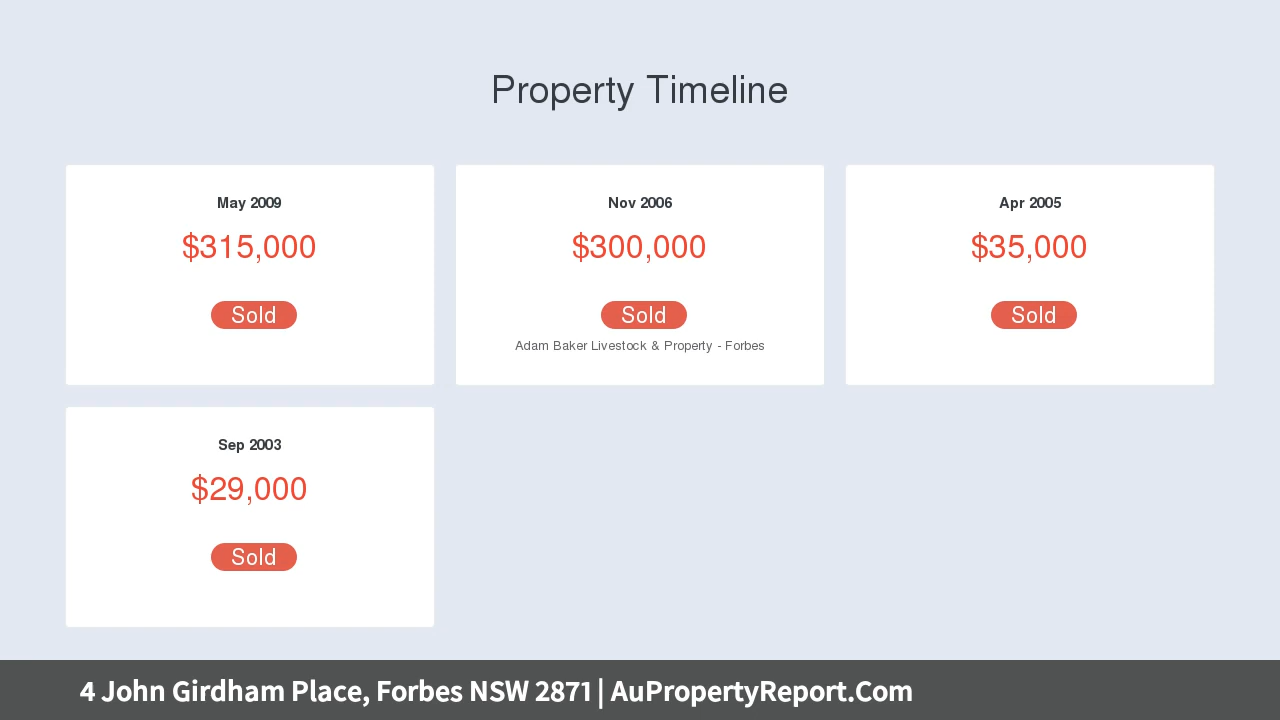 Property Timeline
May 2009
$315,000
Sold
Nov 2006
$300,000
Sold
Adam Baker Livestock & Property - Forbes
Apr 2005
$35,000
Sold
Sep 2003
$29,000
Sold
4 John Girdham Place, Forbes NSW 2871 | AuPropertyReport.Com